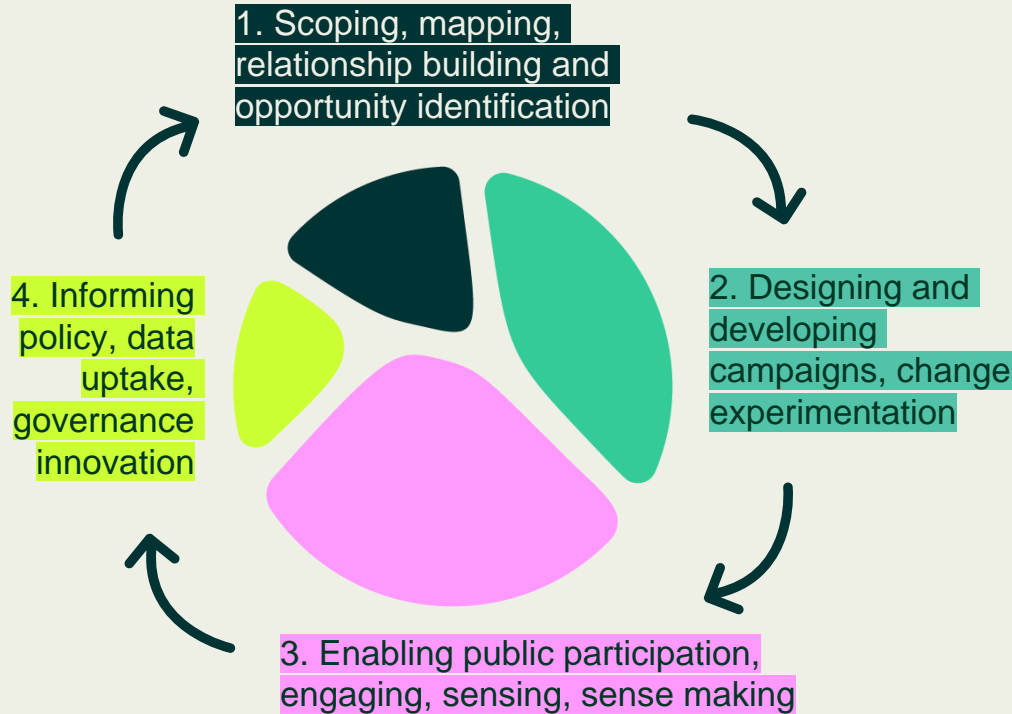 1. Scoping, mapping,
relationship building and
opportunity identification
2. Designing and
developing
campaigns, change
experimentation
3. Enabling public participation,
engaging, sensing, sense making
4. Informing
policy, data
uptake,
governance
innovation